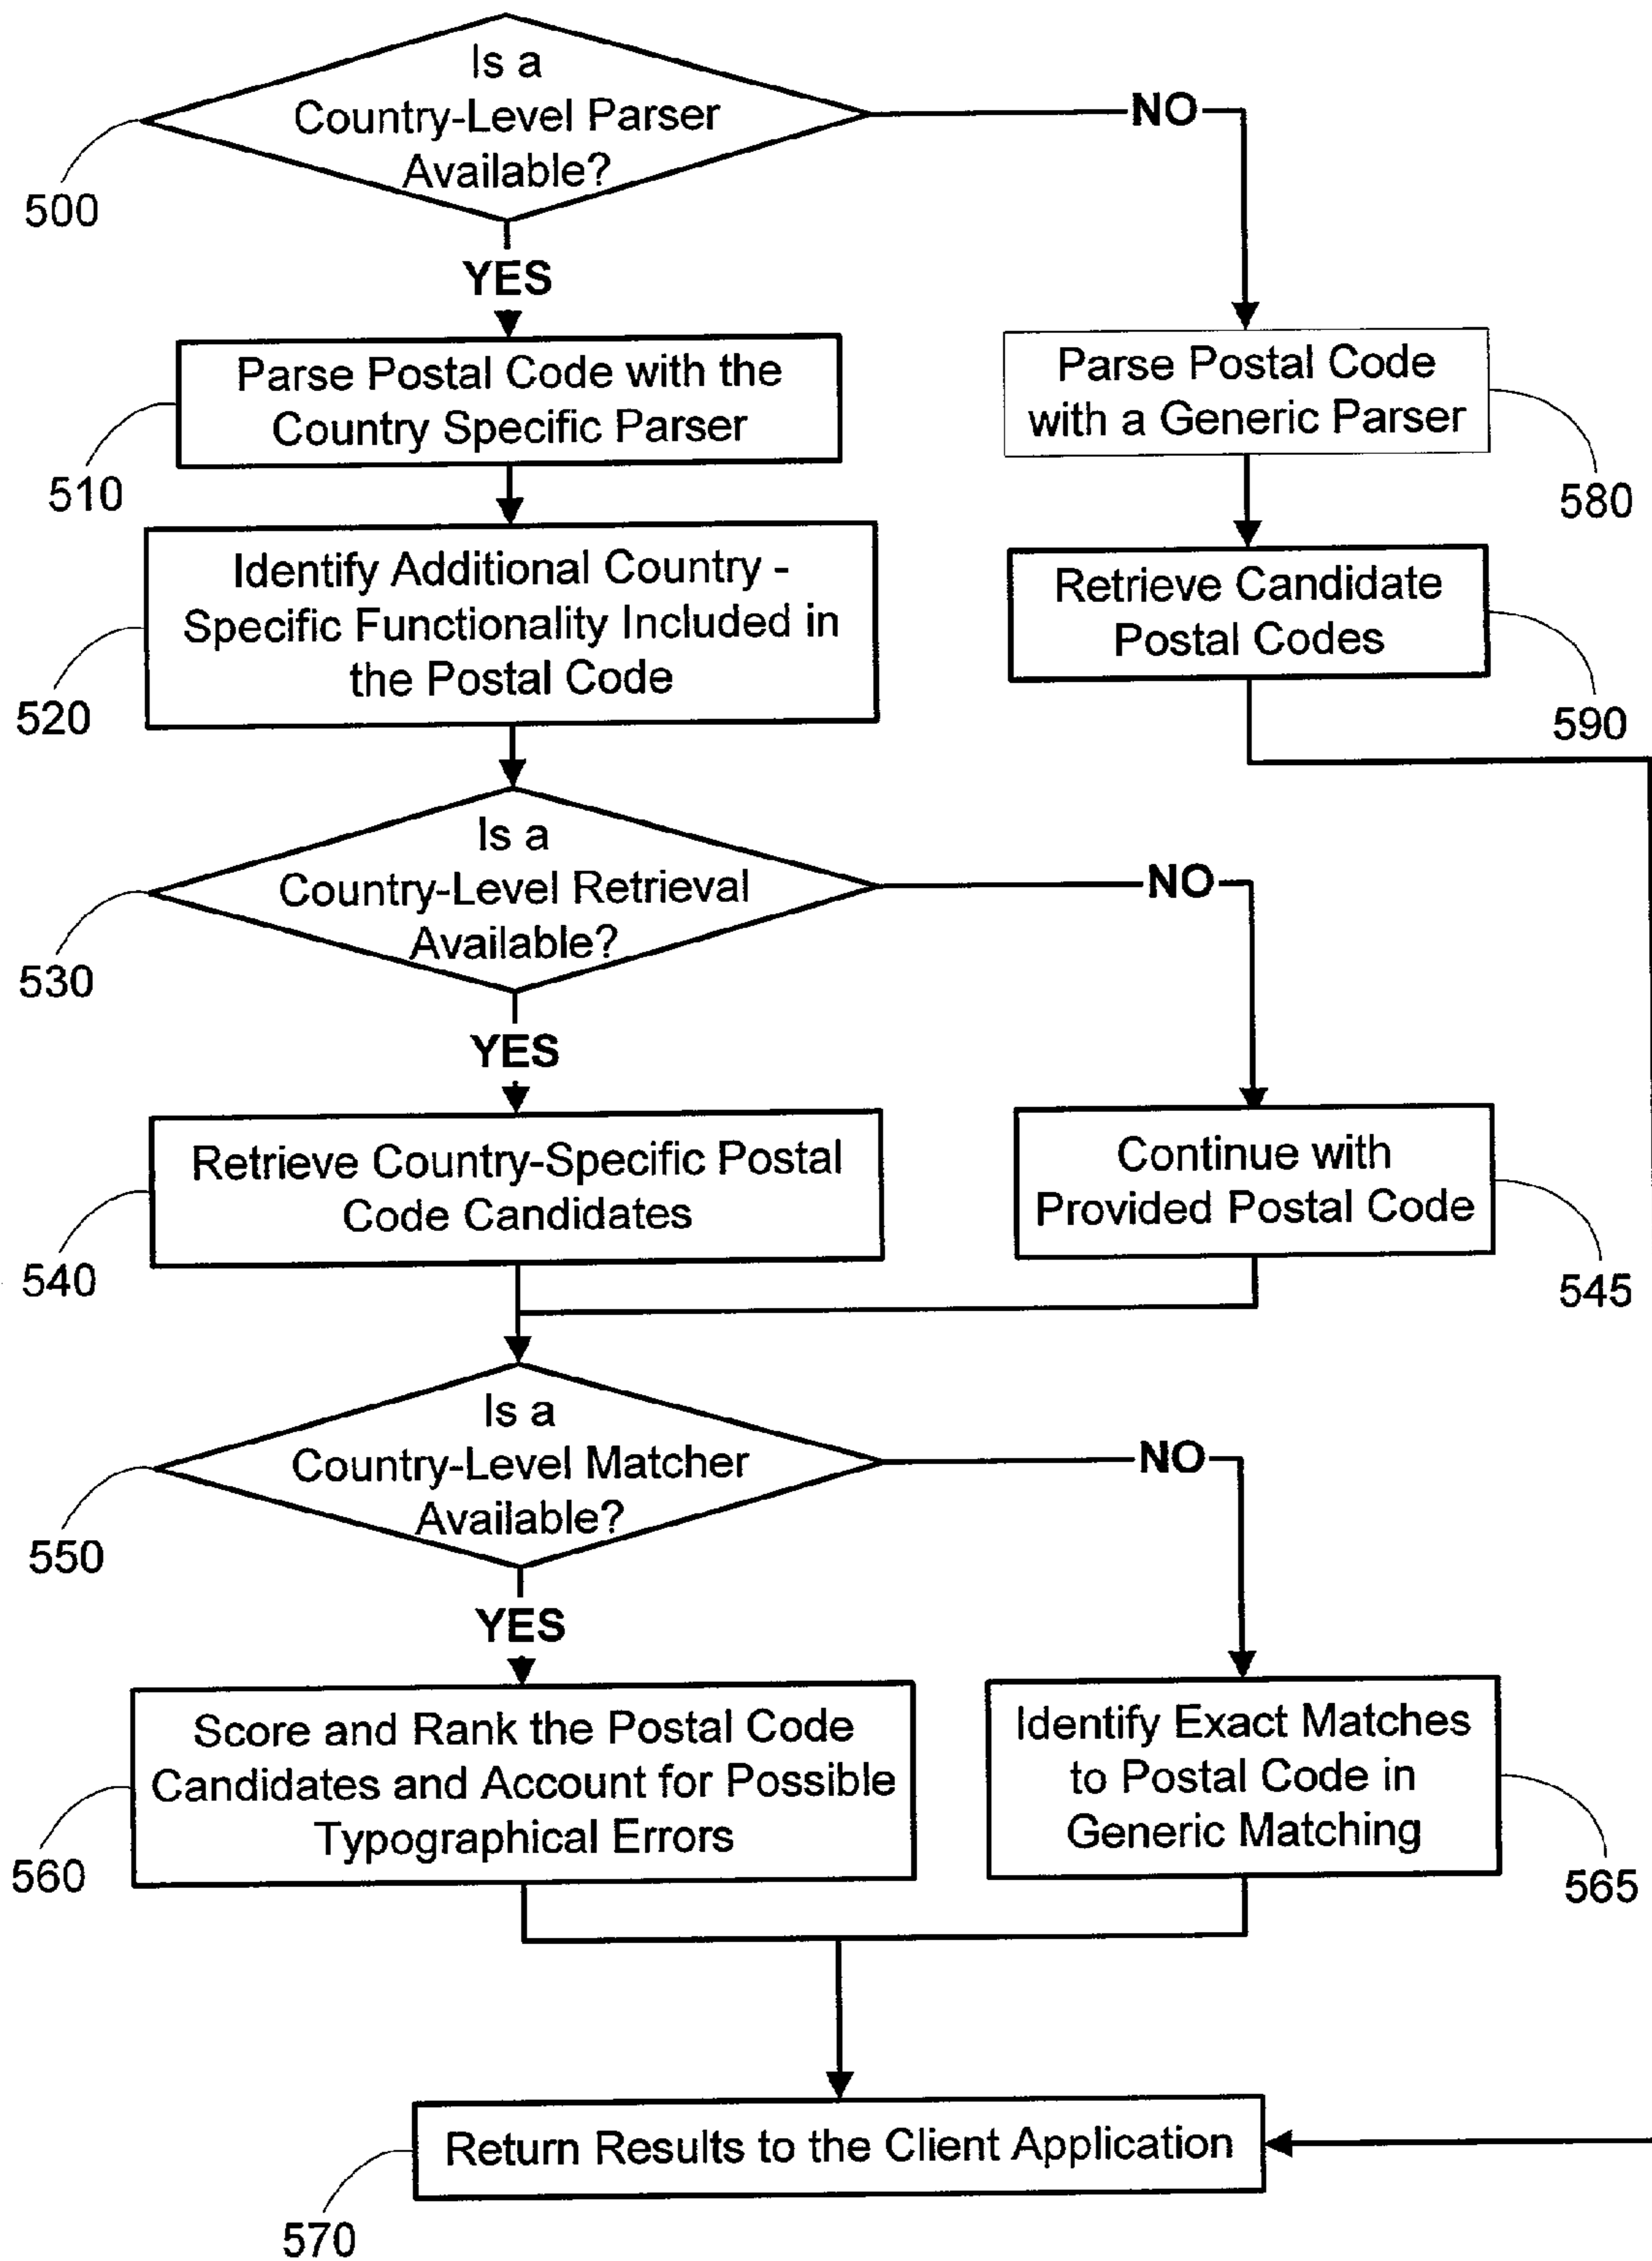 Is a
Country-Level Parser
Available?
NO
500
YES
Parse Postal Code with the
Country Specific Parser
510
Parse Postal Code
with a Generic Parser
580
Identify Additional Country -
Specific Functionality Included in
the Postal Code
520
Retrieve Candidate
Postal Codes
590
Is a
Country-Level Retrieval
Available?
NO
530
YES
Retrieve Country-Specific Postal
Code Candidates
540
Continue with
Provided Postal Code
545
Is a
Country-Level Matcher
Available?
NO
550
YES
Score and Rank the Postal Code
Candidates and Account for Possible
Typographical Errors
560
Identify Exact Matches
to Postal Code in
Generic Matching
565
Return Results to the Client Application
570